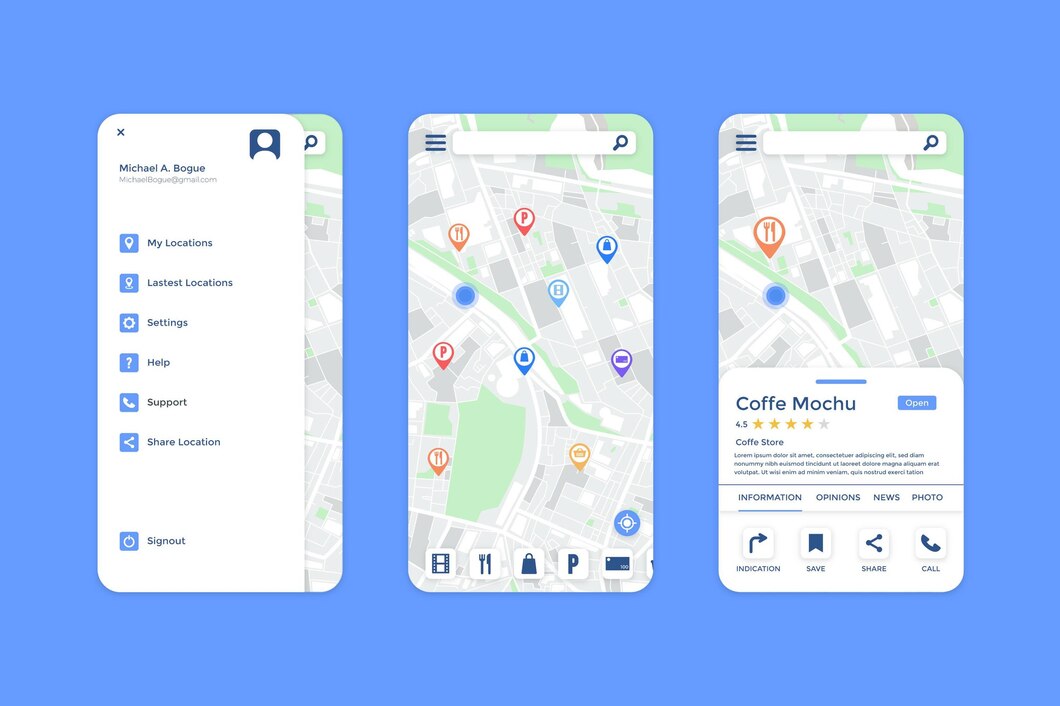 Michael A. Bogue
MichaelBogue@gmail.com
My Locations
Lastest Locations
Settings
?
Help
Support
Share Location
Signout
P
P
P
100
Coffe Mochu
Open
4.5
Coffe Store
Lorem ipsum dolor sit amet, consectetuer adipiscing elit, sed diam
nonummy nibh euismod tincidunt ut laoreet dolore magna aliquam erat
volutpat. Ut wisi enim ad minim veniam, quis nostrud exerci tation
INFORMATION
OPINIONS
NEWS
PHOTO
INDICATION
SAVE
SHARE
CALL